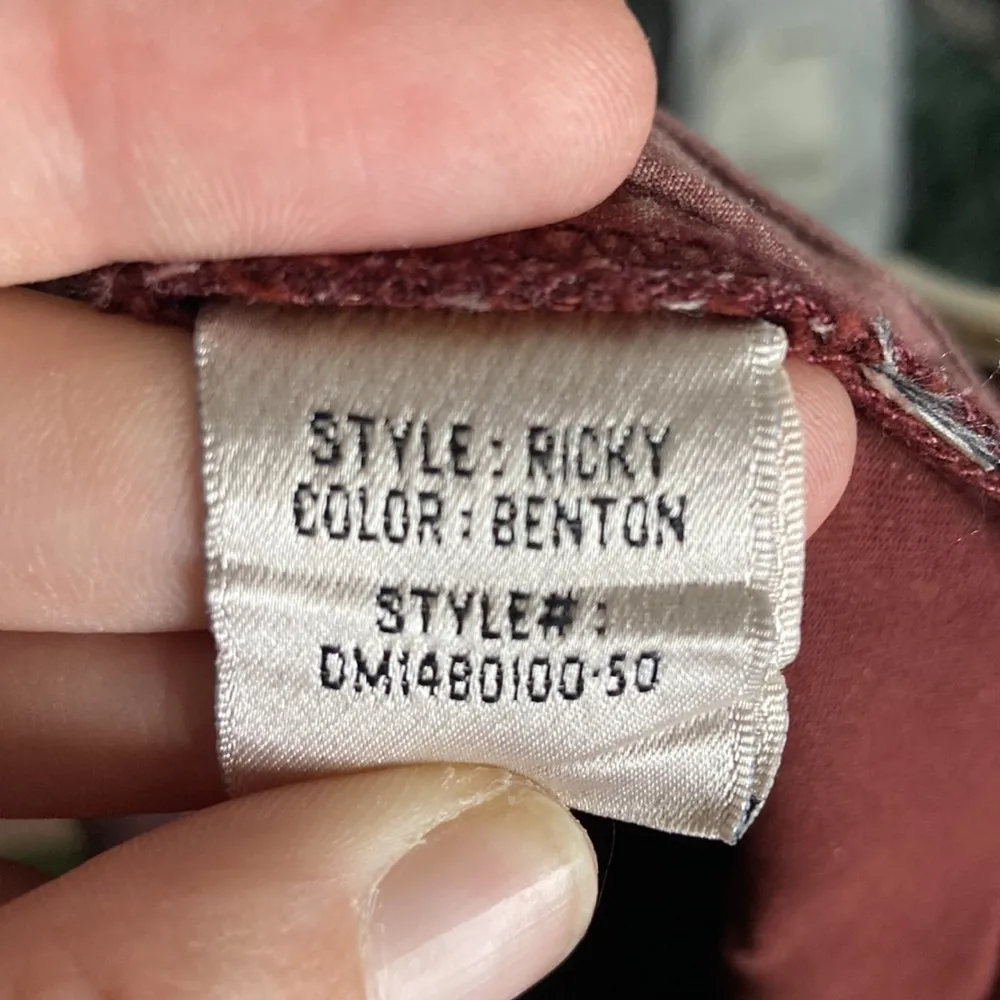 STYLE: RICKY
COLOR: BENTON
STYLE#:
DM1480100-50